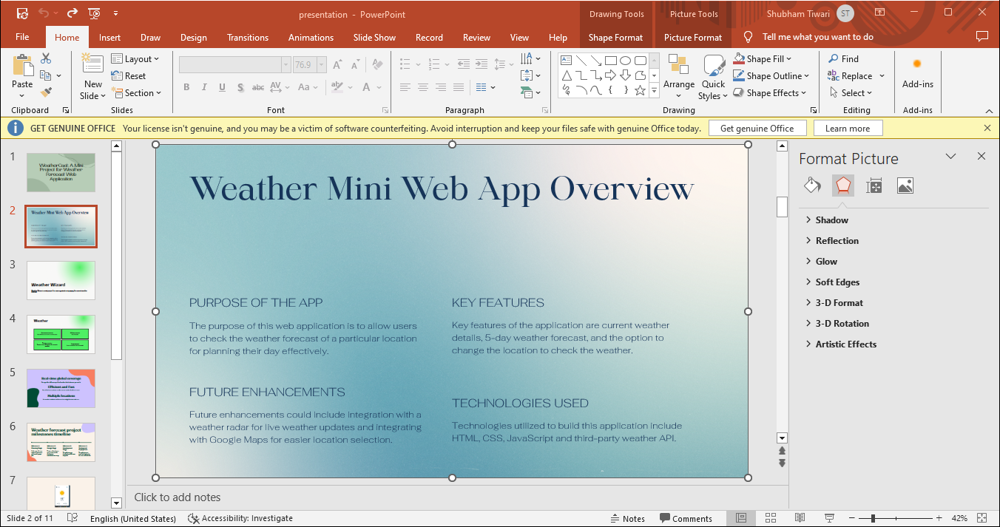 presentation - PowerPoint
Drawing Tools
Picture Tools
Shubham Tiwari
ST
File
Home
Insert
Draw
Design
Transitions
Animations
Slide Show
Record
Review
View
Help
Shape Format
Picture Format
Tell me what you want to do
Paste
Clipboard
New
Slide
Layout
Reset
Section
Slides
76.9
B I U S abc AV Aa A
Font
Paragraph
Arrange
Quick
Styles
Shape Fill
Shape Outline
Shape Effects
Drawing
Find
Replace
Select
Editing
Add-ins
Add-ins
GET GENUINE OFFICE Your license isn't genuine, and you may be a victim of software counterfeiting. Avoid interruption and keep your files safe with genuine Office today.
Get genuine Office
Learn more
1
WeatherCast: A Mini
Project for Weather
Forecast Web
Application
2
Weather Mini Web App Overview
3
Weather Wizard
4
Weather
5
Real-time global coverage
Efficient and Fast
Multiple locations
6
Weather forecast project
milestones timeline
7
Weather Mini Web App Overview
PURPOSE OF THE APP
The purpose of this web application is to allow users
to check the weather forecast of a particular location
for planning their day effectively.
KEY FEATURES
Key features of the application are current weather
details, 5-day weather forecast, and the option to
change the location to check the weather.
FUTURE ENHANCEMENTS
Future enhancements could include integration with a
weather radar for live weather updates and integrating
with Google Maps for easier location selection.
TECHNOLOGIES USED
Technologies utilized to build this application include
HTML, CSS, JavaScript and third-party weather API.
Format Picture
Shadow
Reflection
Glow
Soft Edges
3-D Format
3-D Rotation
Artistic Effects
Click to add notes
Slide 2 of 11
English (United States)
Accessibility: Investigate
Notes
Comments
42%